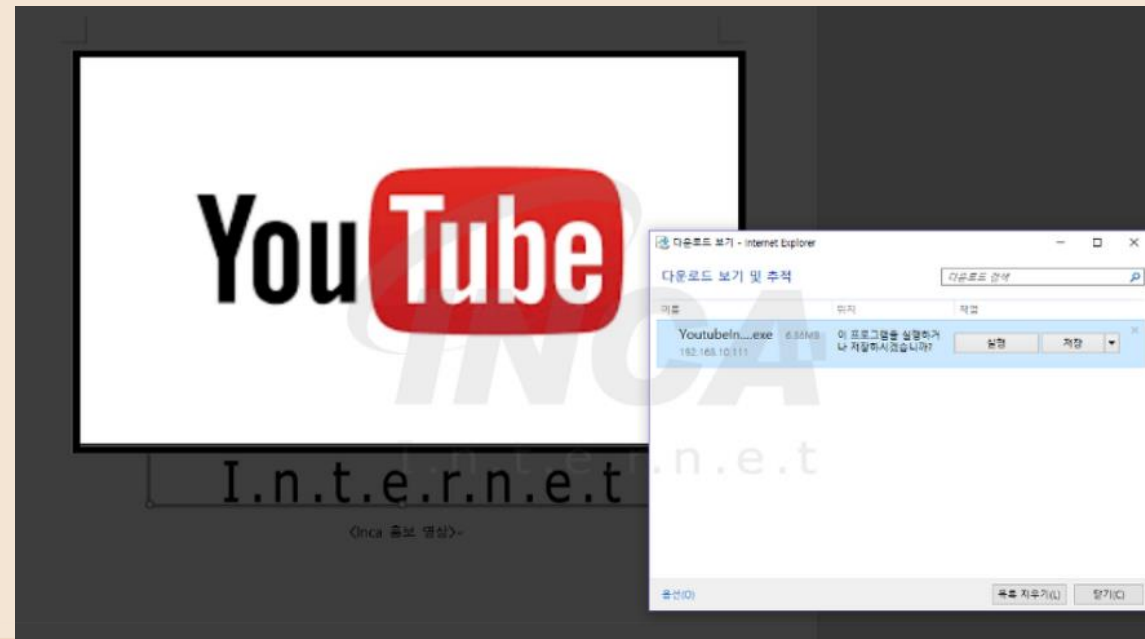 YouTube
다운로드 보기 - Internet Explorer
다운로드 보기 및 추적
다운로드 검색
이름
위치
작업
YoutubeIn....exe 6.56MB
이 프로그램을 실행하거
나 저장하시겠습니까?
실행
저장
192.168.10.111
INCA
i.n.t.e.r.n.e.t
I.n.t.e.r.n.e.t
<Inca 홍보 영상>
옵션(O)
목록 지우기(L)
닫기(C)